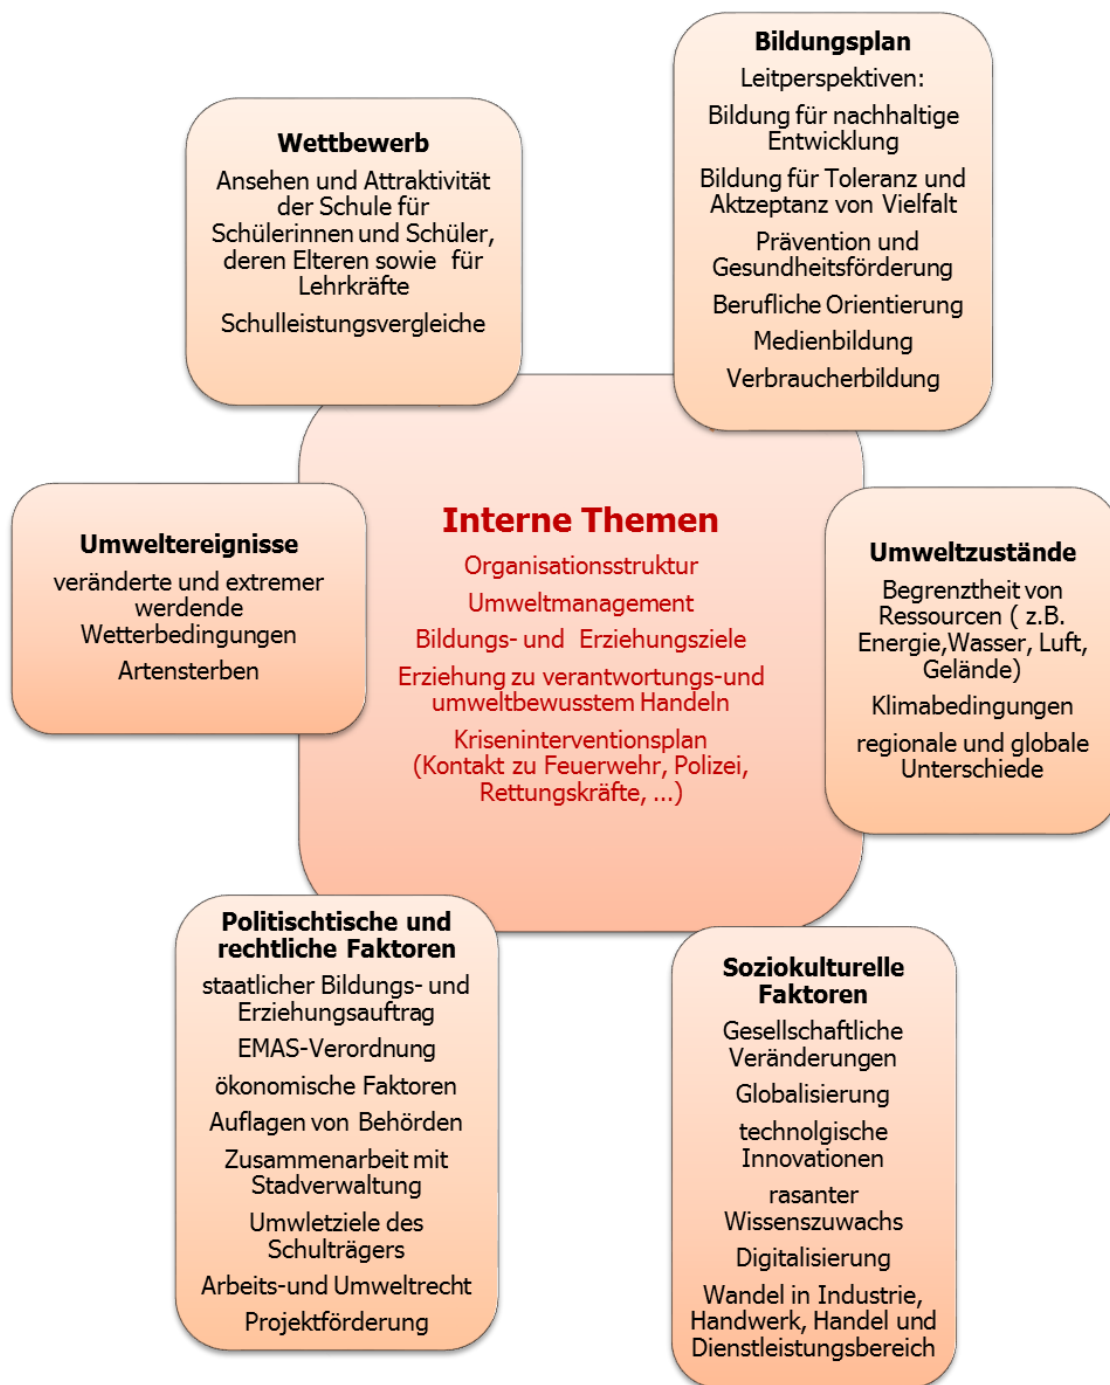 Bildungsplan
Leitperspektiven:
Bildung für nachhaltige
Entwicklung
Bildung für Toleranz und
Aktzeptanz von Vielfalt
Prävention und
Gesundheitsförderung
Berufliche Orientierung
Medienbildung
Verbraucherbildung
Wettbewerb
Ansehen und Attraktivität
der Schule für
Schülerinnen und Schüler,
deren Elteren sowie für
Lehrkräfte
Schulleistungsvergleiche
Umweltereignisse
veränderte und extremer
werdende
Wetterbedingungen
Artensterben
Interne Themen
Organisationsstruktur
Umweltmanagement
Bildungs- und Erziehungsziele
Erziehung zu verantwortungs-und
umweltbewusstem Handeln
Kriseninterventionsplan
(Kontakt zu Feuerwehr, Polizei,
Rettungskräfte, ...)
Umweltzustände
Begrenztheit von
Ressourcen ( z.B.
Energie,Wasser, Luft,
Gelände)
Klimabedingungen
regionale und globale
Unterschiede
Politischtische und
rechtliche Faktoren
staatlicher Bildungs- und
Erziehungsauftrag
EMAS-Verordnung
ökonomische Faktoren
Auflagen von Behörden
Zusammenarbeit mit
Stadverwaltung
Umwletziele des
Schulträgers
Arbeits-und Umweltrecht
Projektförderung
Soziokulturelle
Faktoren
Gesellschaftliche
Veränderungen
Globalisierung
technolgische
Innovationen
rasanter
Wissenszuwachs
Digitalisierung
Wandel in Industrie,
Handwerk, Handel und
Dienstleistungsbereich